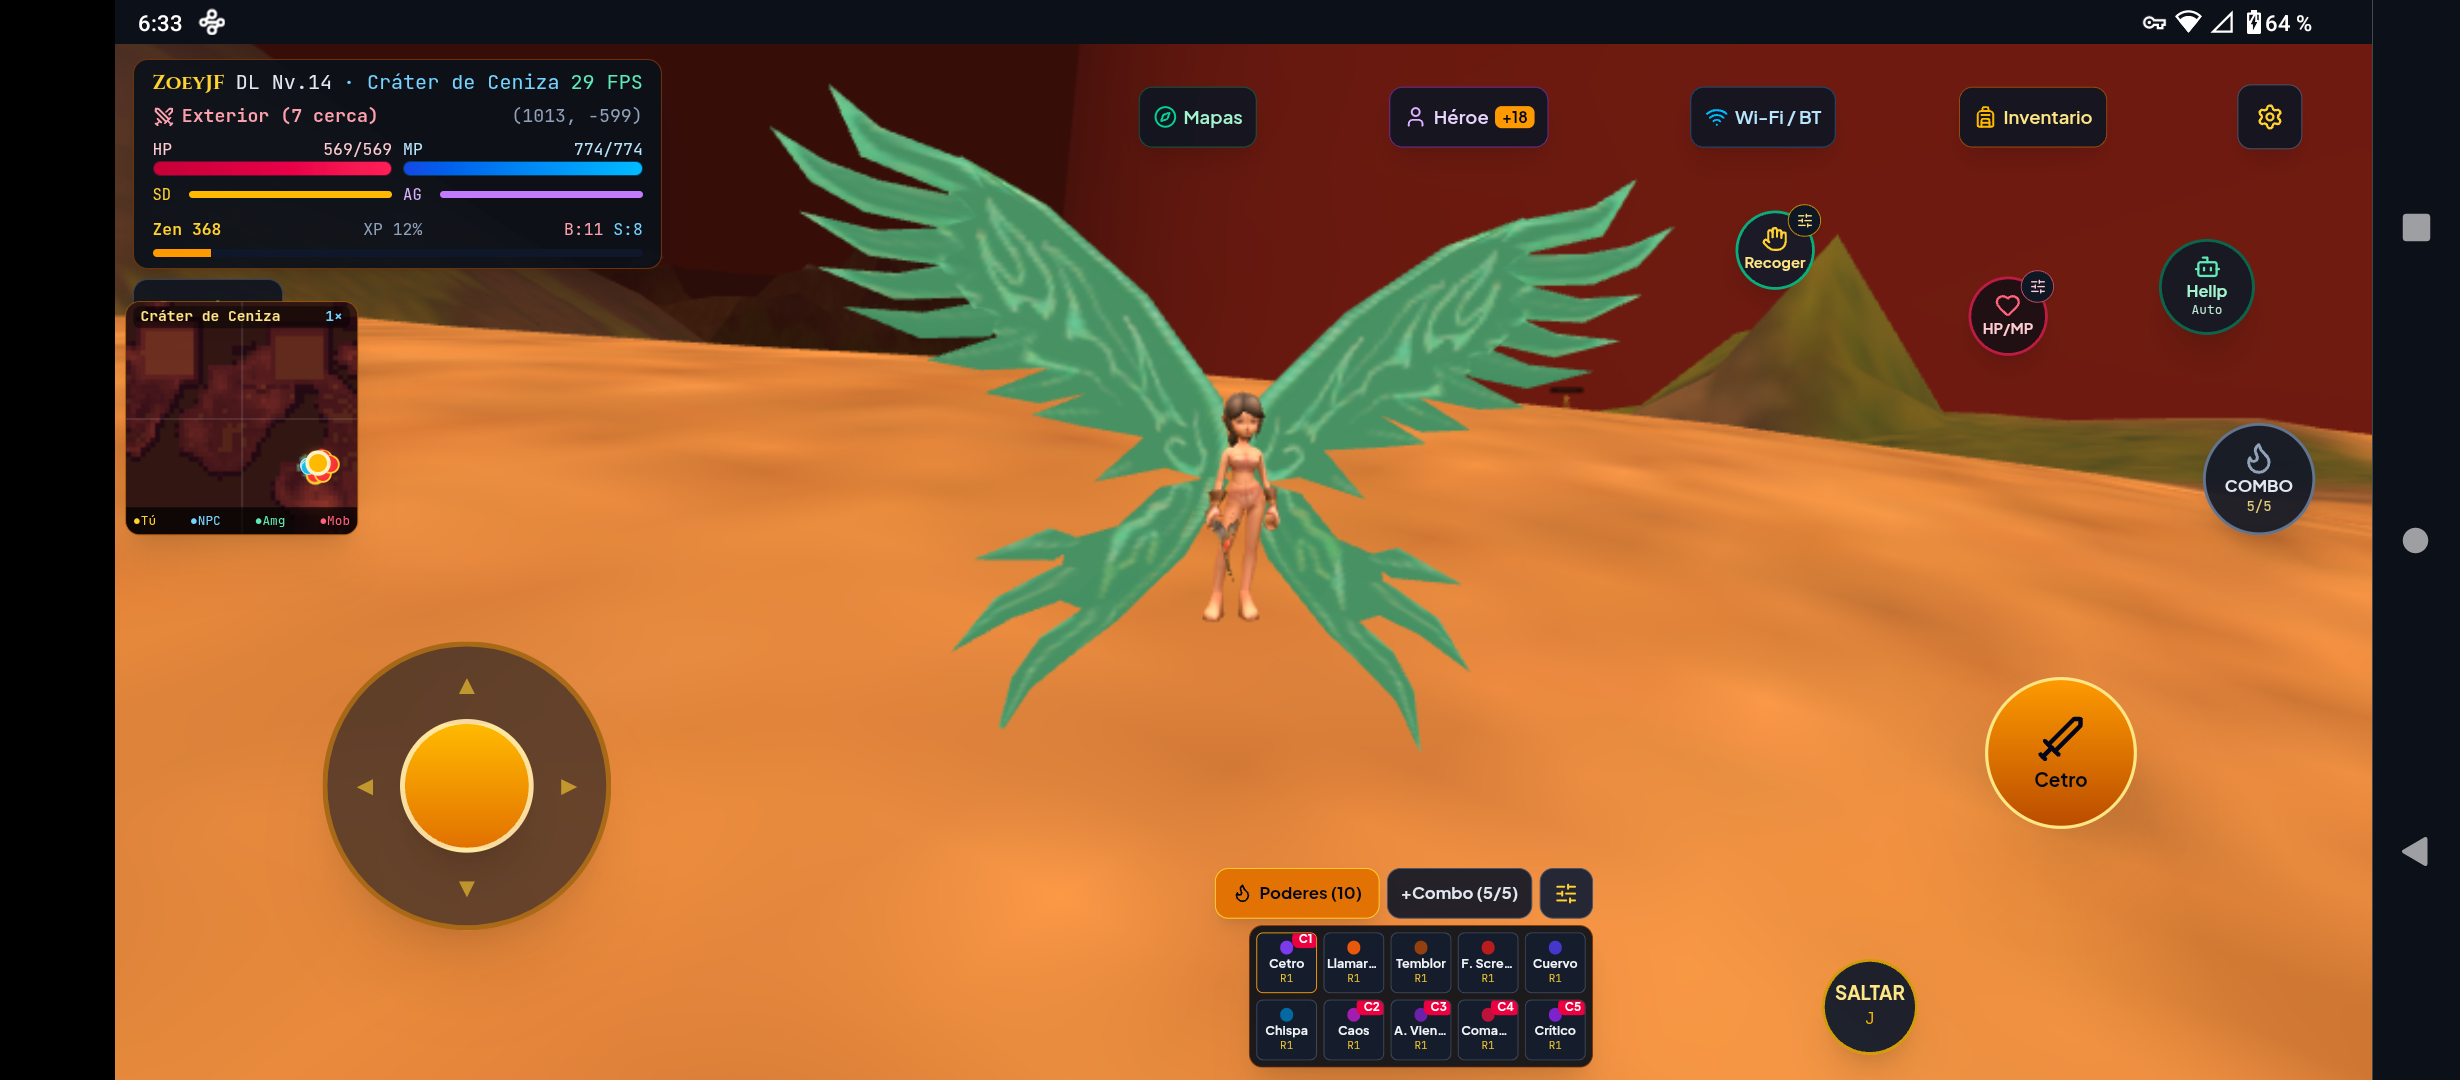 6:33
64 %
ZOEYJF DL Nv.14 · Cráter de Ceniza 29 FPS
Exterior (7 cerca) (1013, -599)
HP 569/569 MP 774/774
SD AG
Zen 368 XP 12% B:11 S:8
Mapas
Héroe +18
Wi-Fi / BT
Inventario
Recoger
HP/MP
Hellp
Auto
Cráter de Ceniza 1×
Tú NPC Amg Mob
COMBO
5/5
Cetro
Poderes (10) +Combo (5/5)
C1
Cetro Llamar... Temblor F. Scre... Cuervo
R1 R1 R1 R1 R1
C2 C3 C4 C5
Chispa Caos A. Vien... Coma... Crítico
R1 R1 R1 R1 R1
SALTAR
J